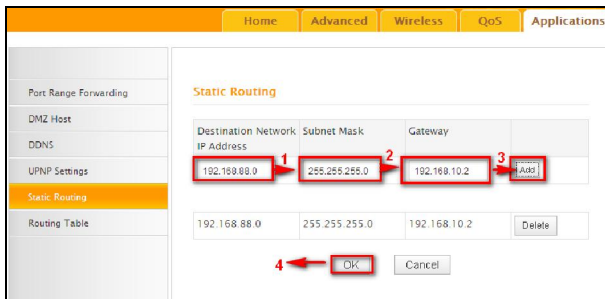 Home Advanced Wireless QoS Applications
Port Range Forwarding
DMZ Host
DDNS
UPNP Settings
Static Routing
Routing Table
Static Routing
Destination Network IP Address Subnet Mask Gateway
192.168.88.0 1 255.255.255.0 2 192.168.10.2 3 Add
192.168.88.0 255.255.255.0 192.168.10.2 Delete
4 OK Cancel